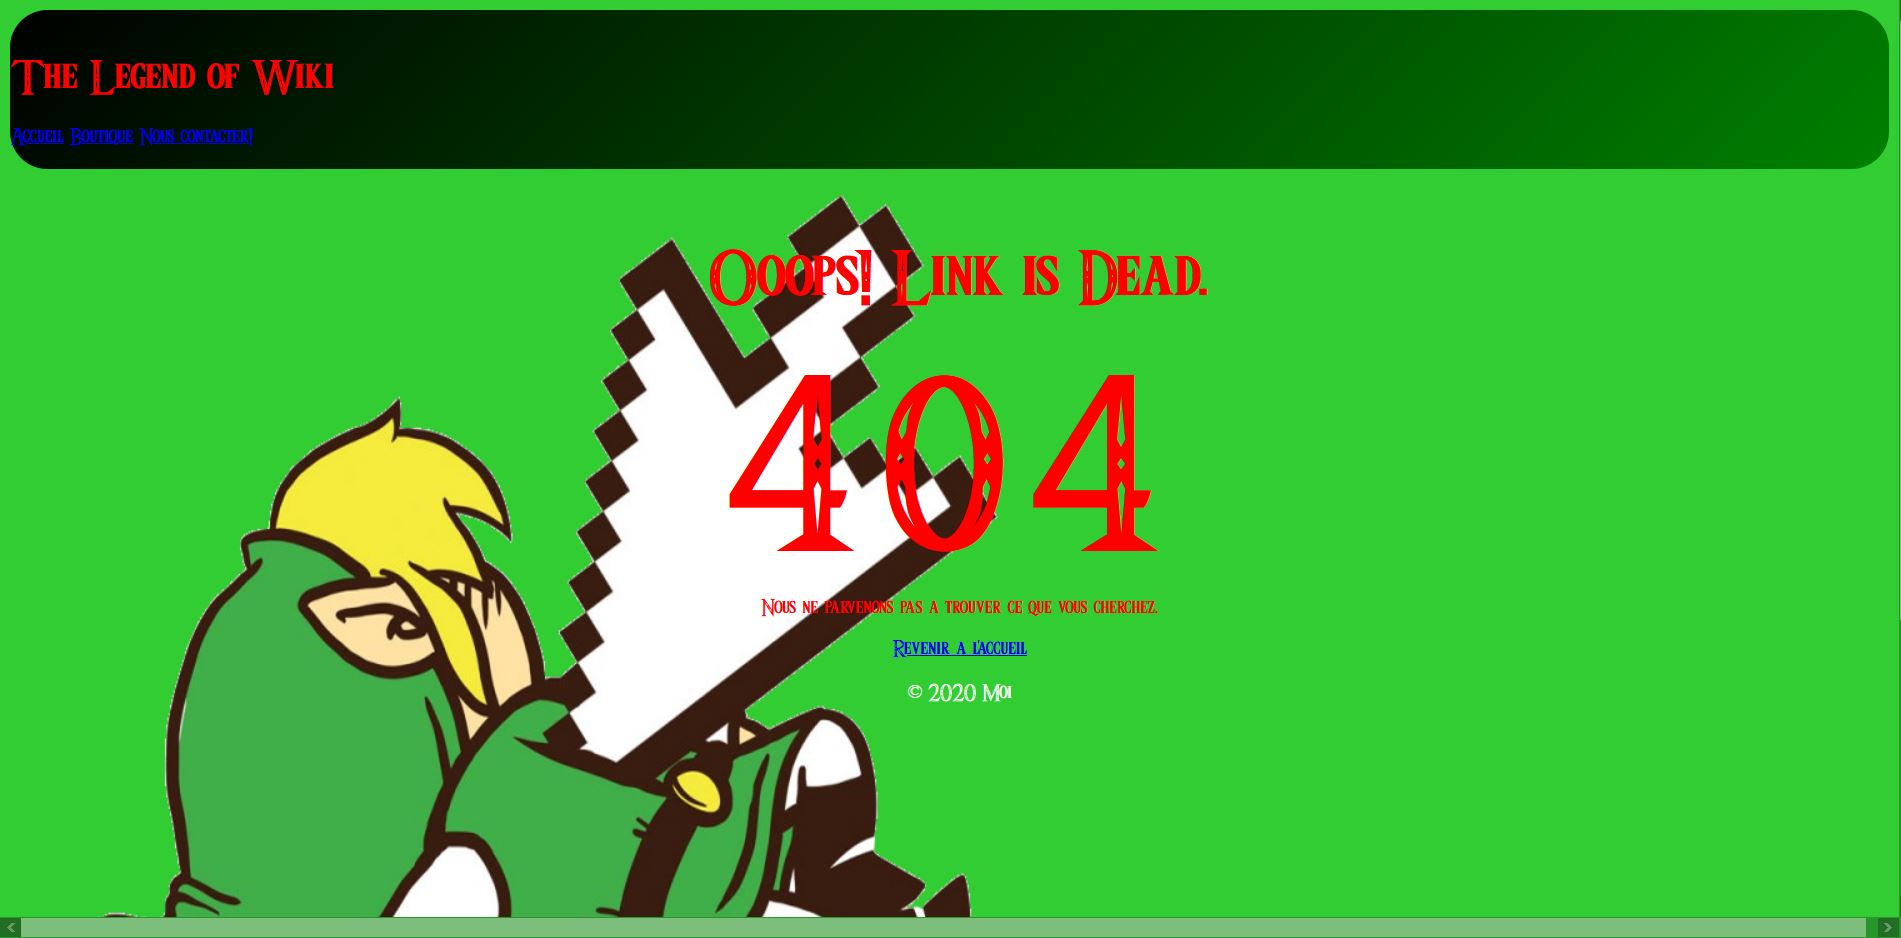 The Legend of Wiki
Accueil Boutique Nous contacter!
Ooops! Link is Dead.
404
Nous ne parvenons pas a trouver ce que vous cherchez.
Revenir a l'accueil
© 2020 Moi